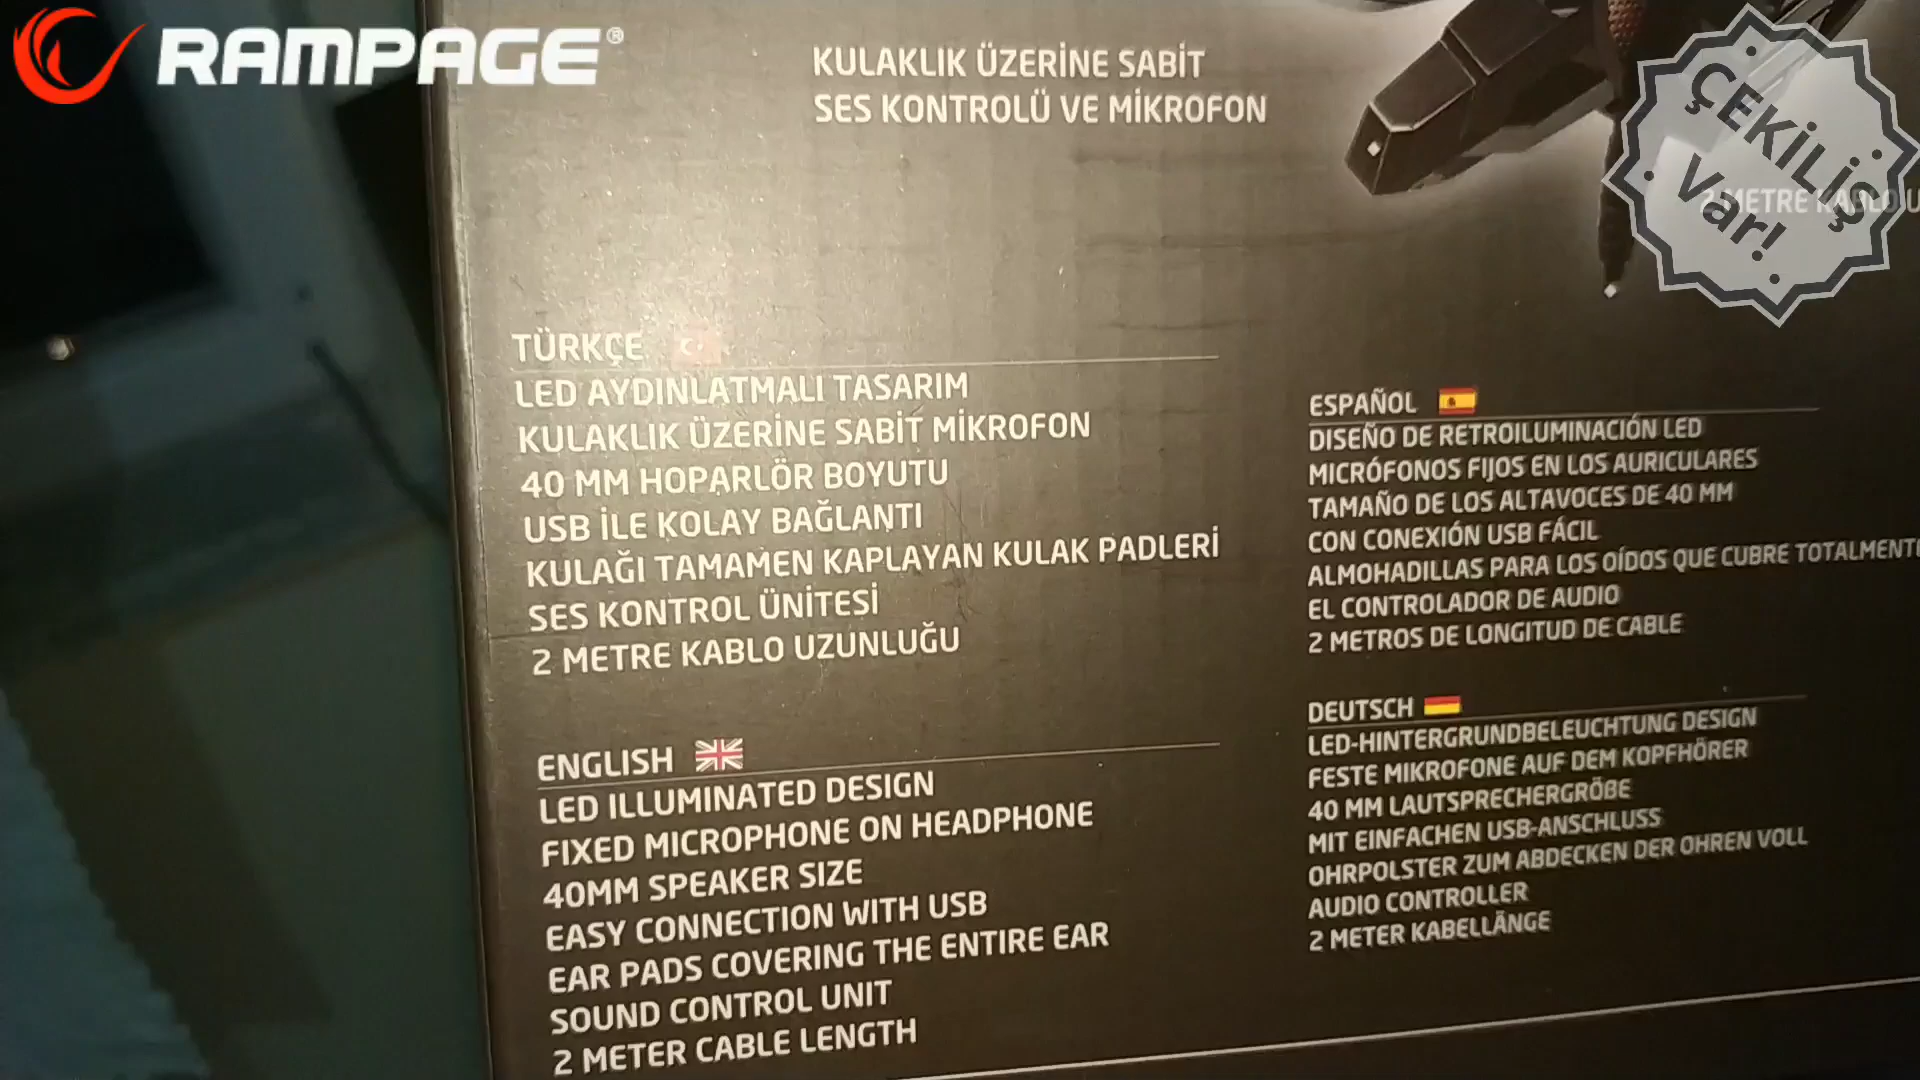 RAMPAGE®
KULAKLIK ÜZERİNE SABİT
SES KONTROLÜ VE MİKROFON
ÇEKİLİŞ
Var!
2 METRE KABLO U
TÜRKÇE
LED AYDINLATMALI TASARIM
KULAKLIK ÜZERİNE SABİT MİKROFON
40 MM HOPARLÖR BOYUTU
USB İLE KOLAY BAĞLANTI
KULAĞI TAMAMEN KAPLAYAN KULAK PADLERİ
SES KONTROL ÜNİTESİ
2 METRE KABLO UZUNLUĞU
ENGLISH
LED ILLUMINATED DESIGN
FIXED MICROPHONE ON HEADPHONE
40MM SPEAKER SIZE
EASY CONNECTION WITH USB
EAR PADS COVERING THE ENTIRE EAR
SOUND CONTROL UNIT
2 METER CABLE LENGTH
ESPAÑOL
DISEÑO DE RETROILUMINACIÓN LED
MICRÓFONOS FIJOS EN LOS AURICULARES
TAMAÑO DE LOS ALTAVOCES DE 40 MM
CON CONEXIÓN USB FÁCIL
ALMOHADILLAS PARA LOS OÍDOS QUE CUBRE TOTALMENT
EL CONTROLADOR DE AUDIO
2 METROS DE LONGITUD DE CABLE
DEUTSCH
LED-HINTERGRUNDBELEUCHTUNG DESIGN
FESTE MIKROFONE AUF DEM KOPFHÖRER
40 MM LAUTSPRECHERGRÖßE
MIT EINFACHEN USB-ANSCHLUSS
OHRPOLSTER ZUM ABDECKEN DER OHREN VOLL
AUDIO CONTROLLER
2 METER KABELLÄNGE